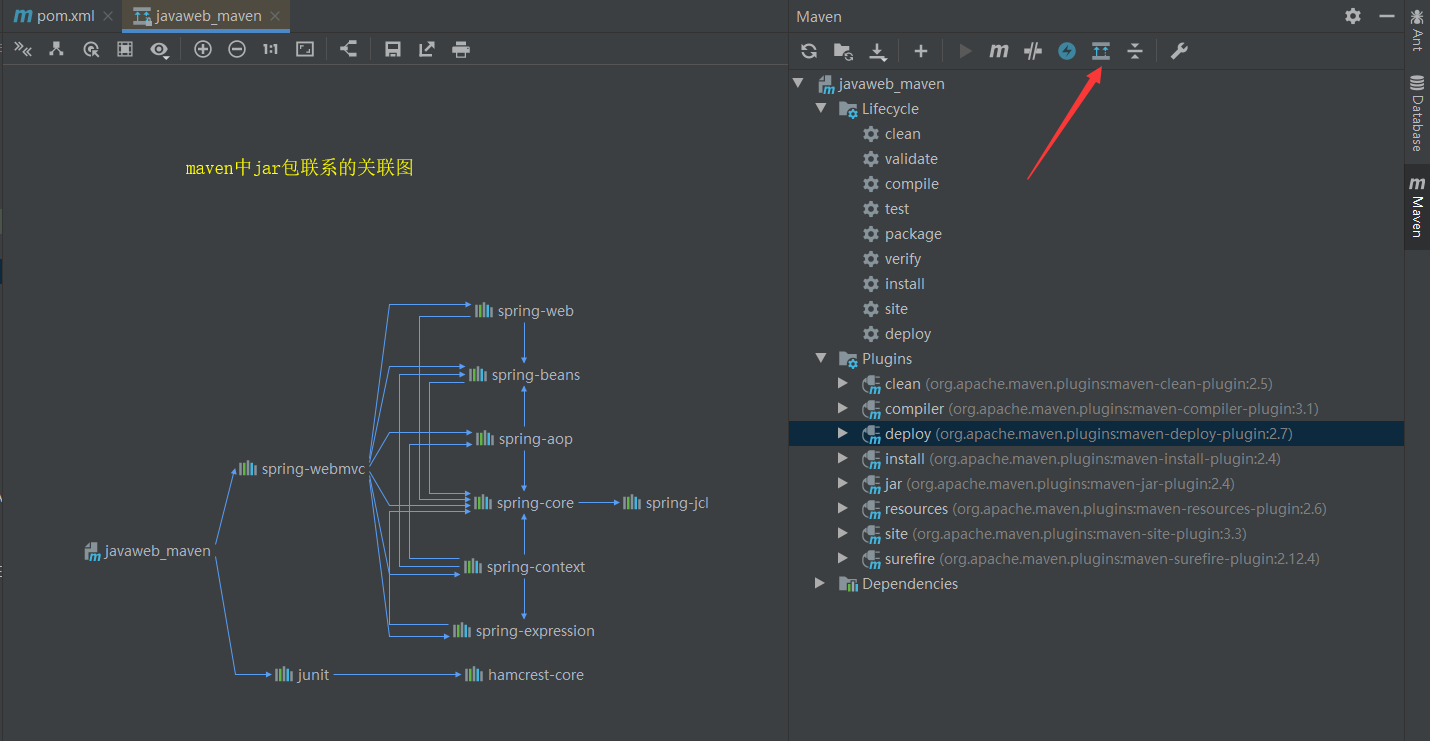 pom.xml
javaweb_maven
1:1
maven中jar包联系的关联图
spring-web
spring-beans
spring-aop
spring-webmvc
spring-core
spring-jcl
javaweb_maven
spring-context
spring-expression
junit
hamcrest-core
Maven
m
javaweb_maven
Lifecycle
clean
validate
compile
test
package
verify
install
site
deploy
Plugins
clean (org.apache.maven.plugins:maven-clean-plugin:2.5)
compiler (org.apache.maven.plugins:maven-compiler-plugin:3.1)
deploy (org.apache.maven.plugins:maven-deploy-plugin:2.7)
install (org.apache.maven.plugins:maven-install-plugin:2.4)
jar (org.apache.maven.plugins:maven-jar-plugin:2.4)
resources (org.apache.maven.plugins:maven-resources-plugin:2.6)
site (org.apache.maven.plugins:maven-site-plugin:3.3)
surefire (org.apache.maven.plugins:maven-surefire-plugin:2.12.4)
Dependencies
Ant
Database
Maven